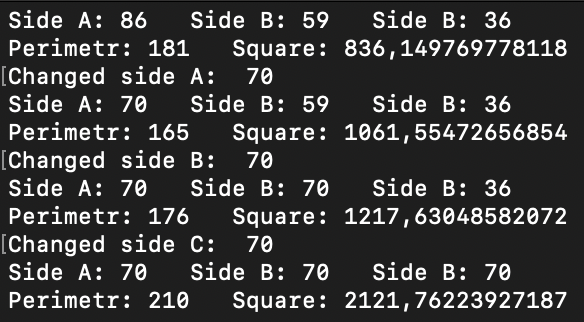 Side A: 86   Side B: 59   Side B: 36
Perimetr: 181   Square: 836,149769778118
[Changed side A:  70
Side A: 70   Side B: 59   Side B: 36
Perimetr: 165   Square: 1061,55472656854
[Changed side B:  70
Side A: 70   Side B: 70   Side B: 36
Perimetr: 176   Square: 1217,63048582072
[Changed side C:  70
Side A: 70   Side B: 70   Side B: 70
Perimetr: 210   Square: 2121,76223927187